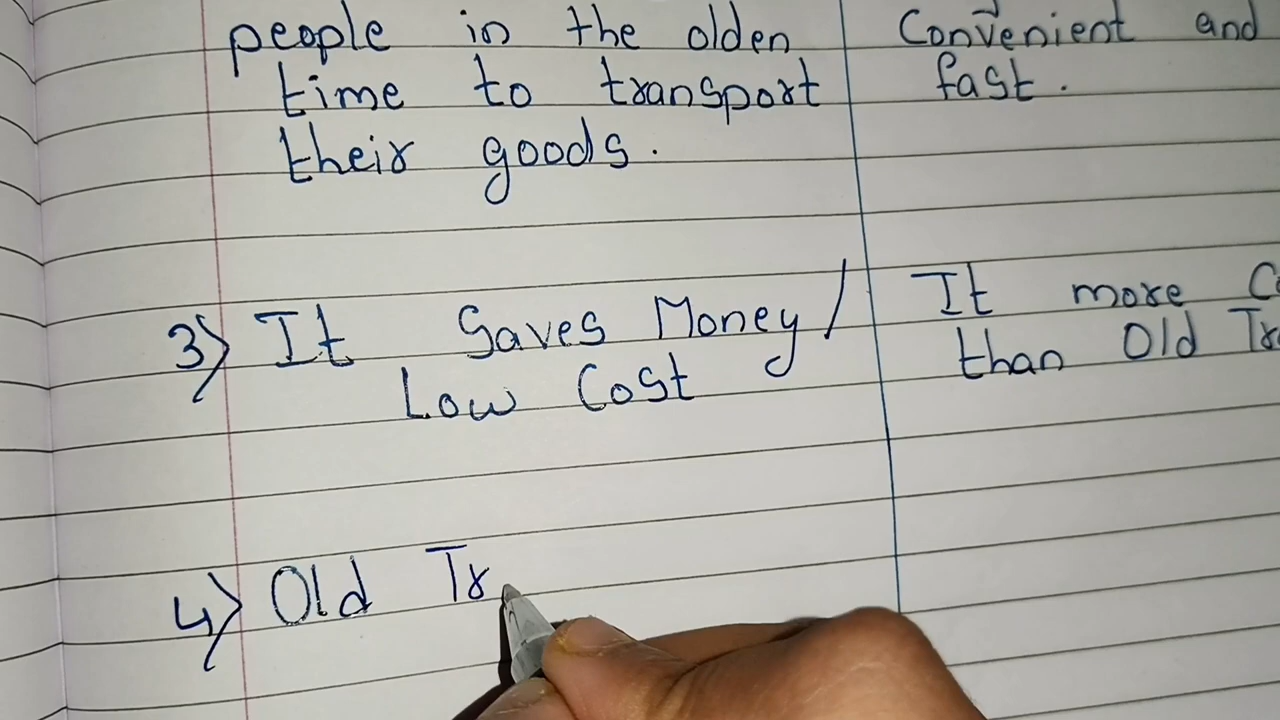 people in the olden
time to transport
their goods.
3) It Saves Money/
Low Cost
4) Old Tr
Convenient and
fast.
It more
than Old